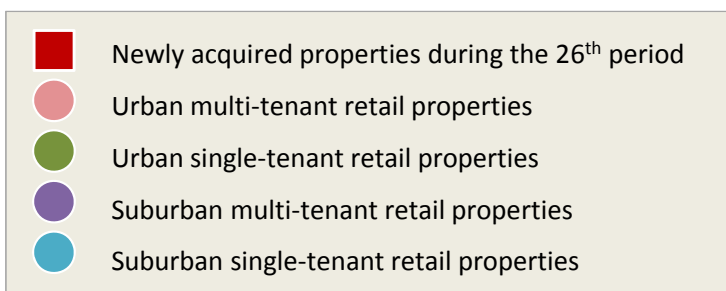 Newly acquired properties during the 26th period
Urban multi-tenant retail properties
Urban single-tenant retail properties
Suburban multi-tenant retail properties
Suburban single-tenant retail properties